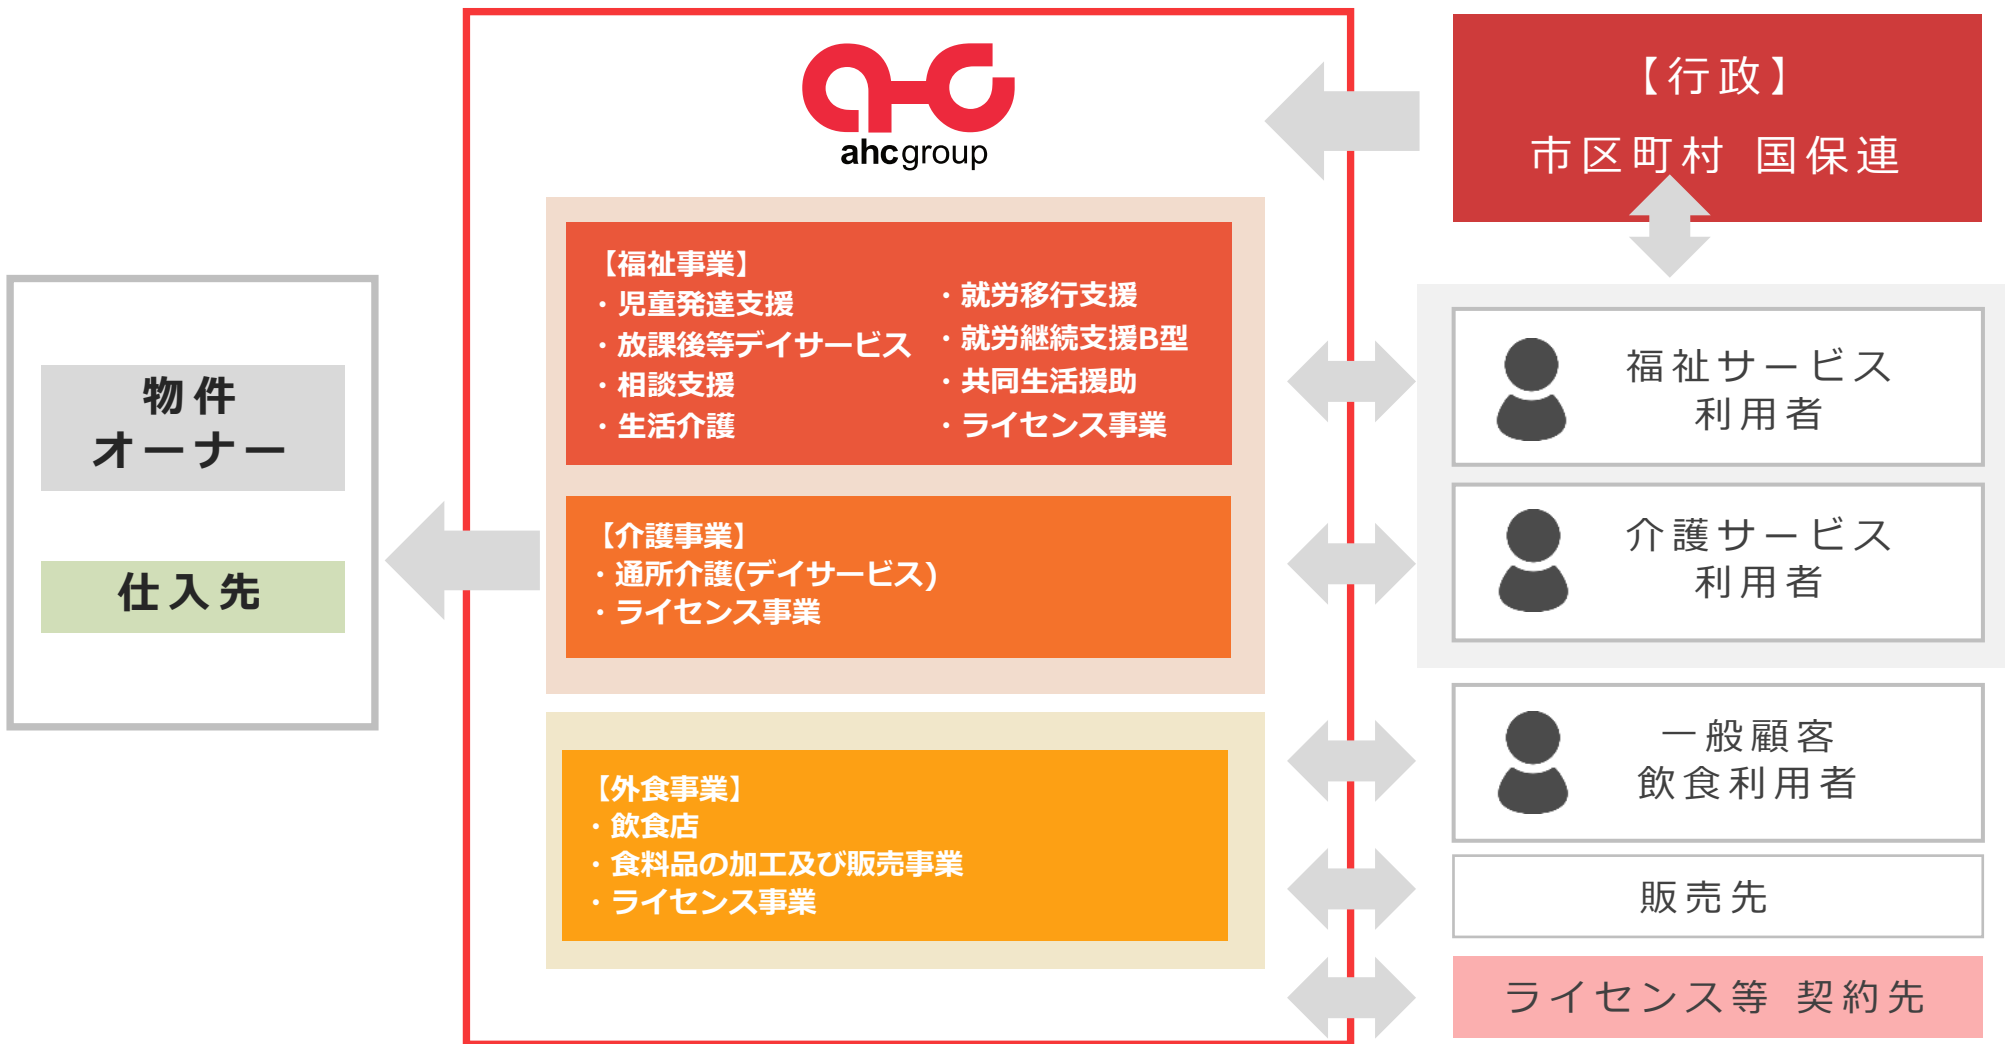 ahcgroup
【行政】
市区町村 国保連
【福祉事業】
・児童発達支援
・放課後等デイサービス
・相談支援
・生活介護
・就労移行支援
・就労継続支援B型
・共同生活援助
・ライセンス事業
物件
オーナー
仕入先
【介護事業】
・通所介護(デイサービス)
・ライセンス事業
【外食事業】
・飲食店
・食料品の加工及び販売事業
・ライセンス事業
福祉サービス
利用者
介護サービス
利用者
一般顧客
飲食利用者
販売先
ライセンス等 契約先